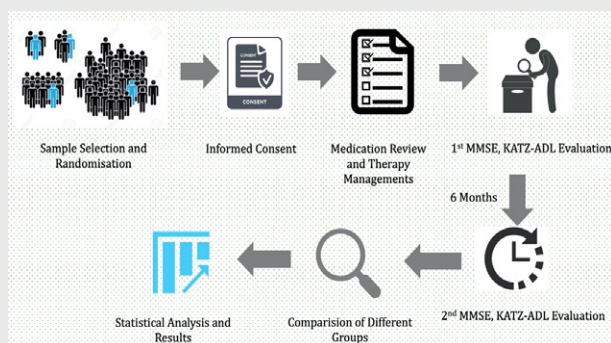 CONSENT
CONSENT
Sample Selection and
Randomisation
Informed Consent
Medication Review
and Therapy
Managements
1st MMSE, KATZ-ADL Evaluation
6 Months
2nd MMSE, KATZ-ADL Evaluation
Comparision of Different
Groups
Statistical Analysis and
Results